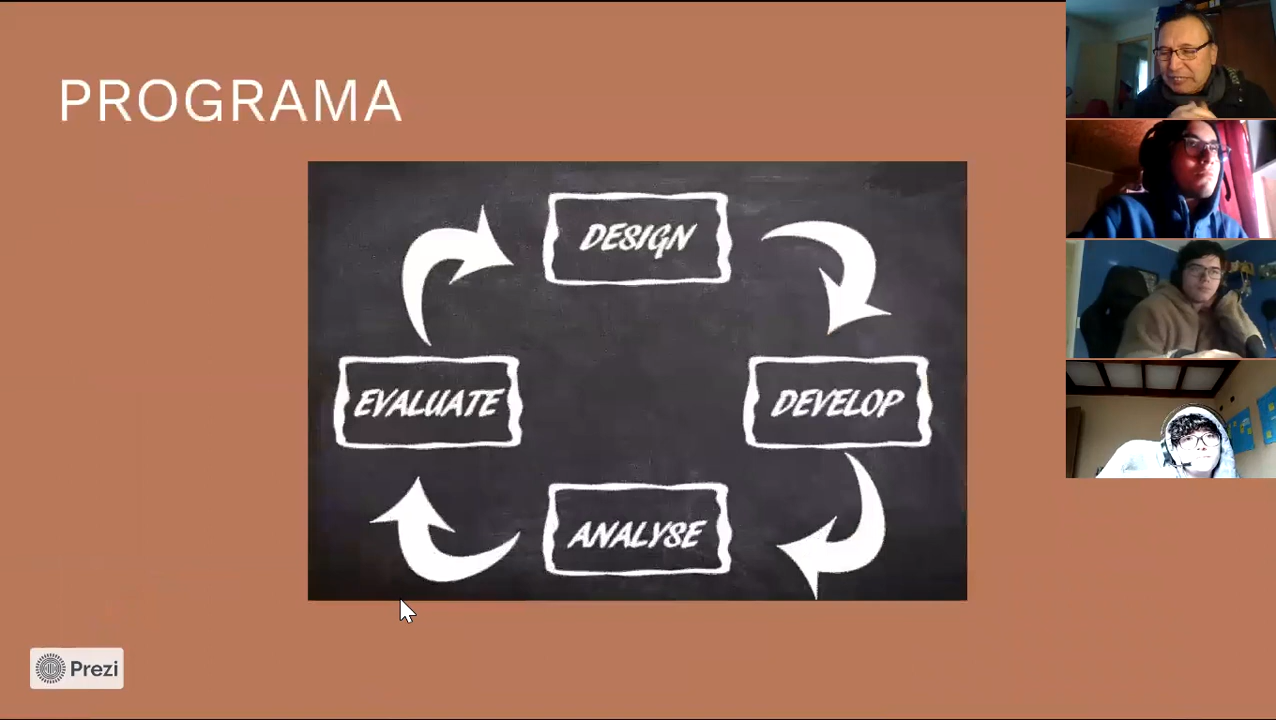 PROGRAMA
DESIGN
EVALUATE
DEVELOP
ANALYSE
Prezi